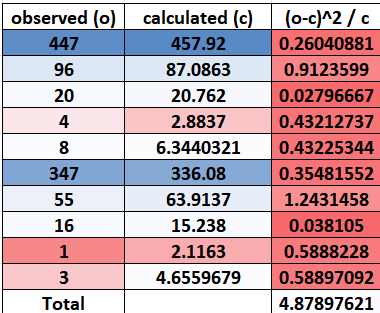 observed (o) calculated (c) (o-c)^2 / c
447 457.92 0.26040881
96 87.0863 0.9123599
20 20.762 0.02796667
4 2.8837 0.43212737
8 6.3440321 0.43225344
347 336.08 0.35481552
55 63.9137 1.2431458
16 15.238 0.038105
1 2.1163 0.5888228
3 4.6559679 0.58897092
Total 4.87897621